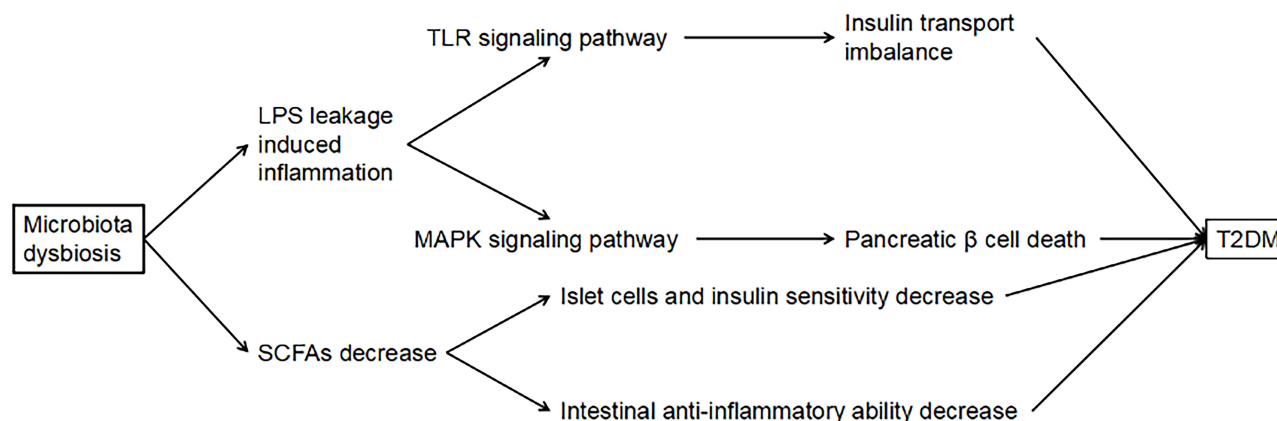 TLR signaling pathway
Insulin transport
imbalance
LPS leakage
induced
inflammation
Microbiota
dysbiosis
MAPK signaling pathway
Pancreatic β cell death
T2DM
Islet cells and insulin sensitivity decrease
SCFAs decrease
Intestinal anti-inflammatory ability decrease